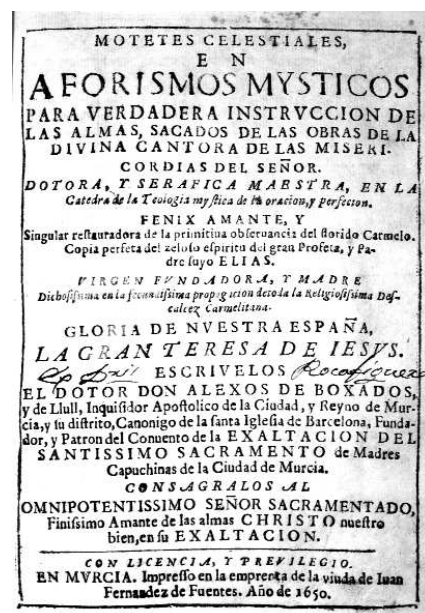 MOTETES CELESTIALES,
EN
AFORISMOS MYSTICOS
PARA VERDADERA INSTRVCCION DE
LAS ALMAS, SACADOS DE LAS OBRAS DE LA
DIVINA CANTORA DE LAS MISERI-
CORDIAS DEL SEÑOR.
DOTORA, Y SERAFICA MAESTRA, EN LA
Catedra de la Teologia mystica de la oracion, y perfecion.
FENIX AMANTE, Y
Singular restauradora de la primitiua obseruancia del florido Carmelo.
Copia perfeta del zeloso espiritu del gran Profeta, y Pa-
dre suyo ELIAS.
VIRGEN FVNDADORA, Y MADRE
Dichosissima en la fecundissima propagacion de toda la Religiosissima Des-
calcez Carmelitana.
GLORIA DE NVESTRA ESPAÑA,
LA GRAN TERESA DE IESVS.
ESCRIVELOS
EL DOTOR DON ALEXOS DE BOXADOS,
y de Llull, Inquisidor Apostolico de la Ciudad, y Reyno de Mur-
cia, y su distrito, Canonigo de la santa Iglesia de Barcelona, Funda-
dor, y Patron del Conuento de la EXALTACION DEL
SANTISSIMO SACRAMENTO de Madres
Capuchinas de la Ciudad de Murcia.
CONSAGRALOS AL
OMNIPOTENTISSIMO SEÑOR SACRAMENTADO,
Finissimo Amante de las almas CHRISTO nuestro
bien, en su EXALTACION.
CON LICENCIA, Y PREVILEGIO.
EN MVRCIA. Impresso en la emprenta de la viuda de Iuan
Fernandez de Fuentes. Año de 1650.